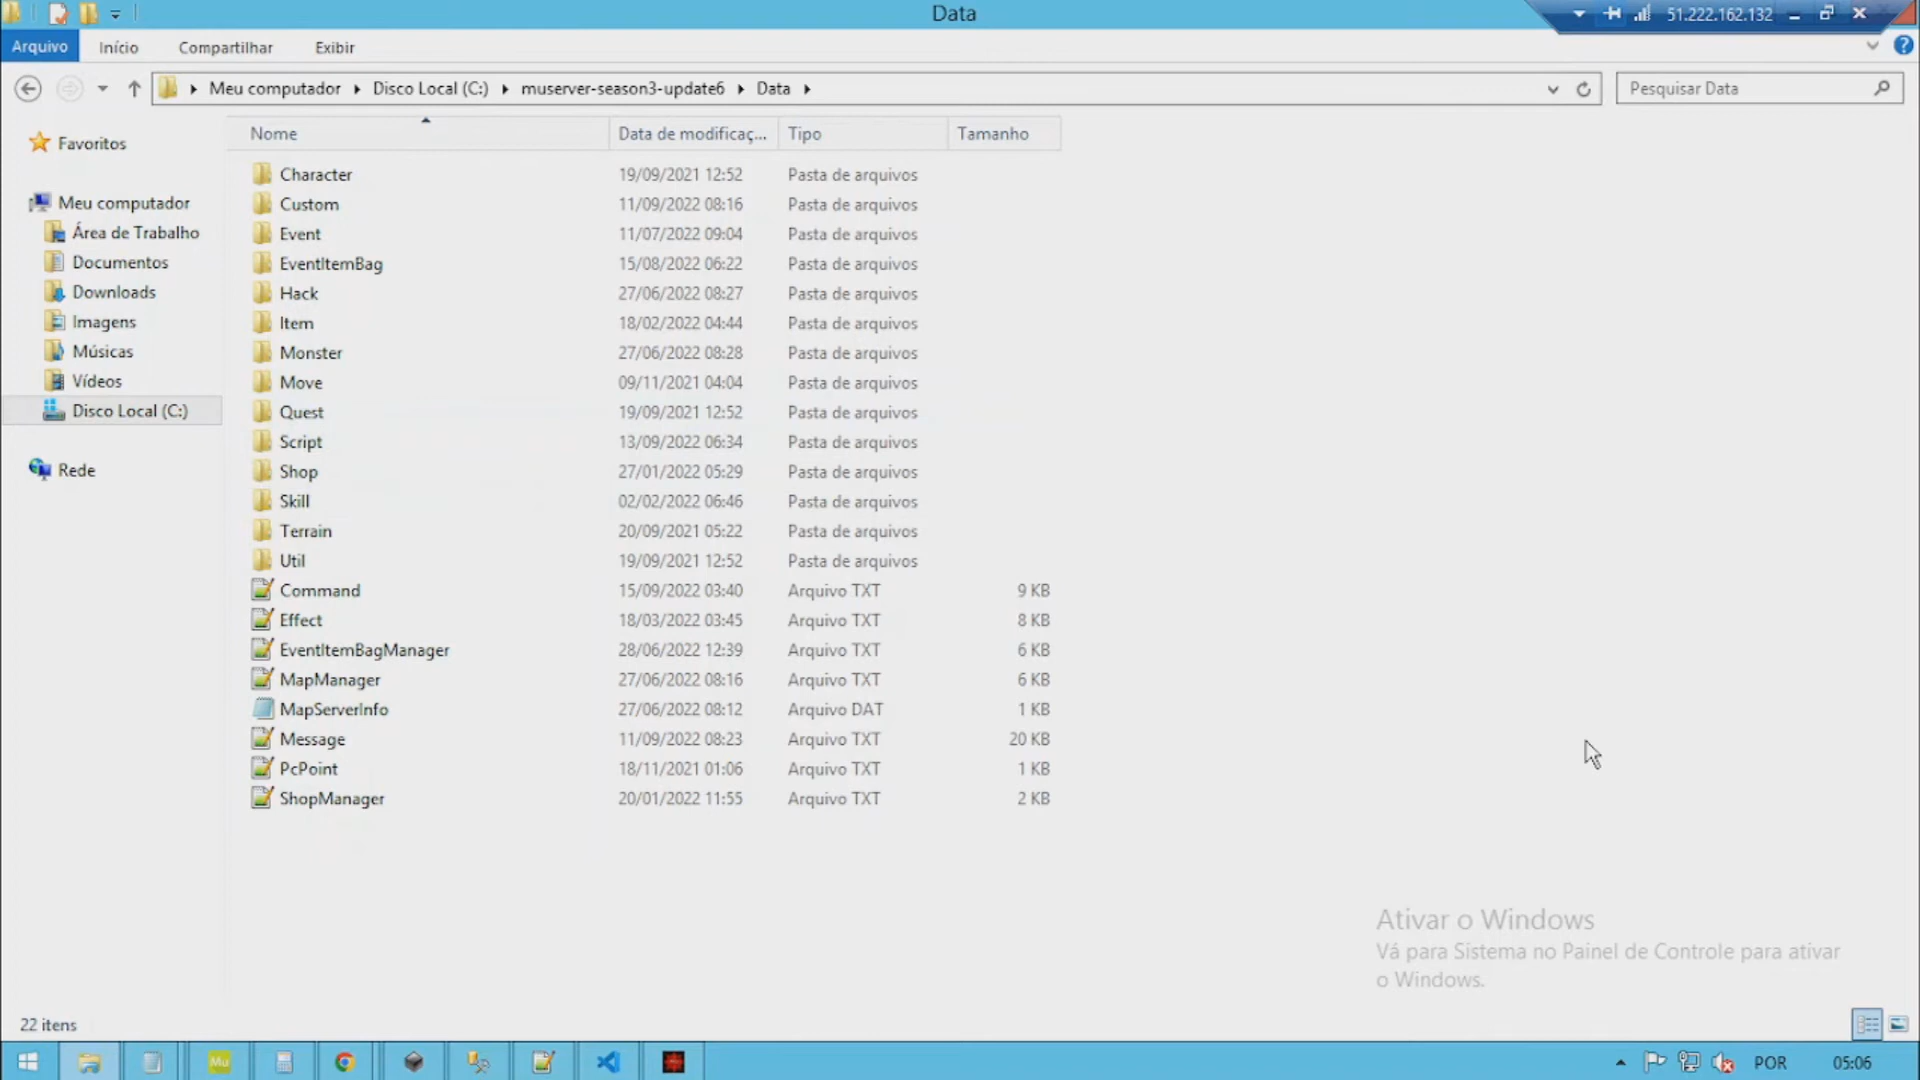 Data
51.222.162.132
Arquivo Início Compartilhar Exibir
Meu computador Disco Local (C:) muserver-season3-update6 Data
Pesquisar Data
Favoritos
Meu computador
Área de Trabalho
Documentos
Downloads
Imagens
Músicas
Vídeos
Disco Local (C:)
Rede
Nome Data de modificaç... Tipo Tamanho
Character 19/09/2021 12:52 Pasta de arquivos
Custom 11/09/2022 08:16 Pasta de arquivos
Event 11/07/2022 09:04 Pasta de arquivos
EventItemBag 15/08/2022 06:22 Pasta de arquivos
Hack 27/06/2022 08:27 Pasta de arquivos
Item 18/02/2022 04:44 Pasta de arquivos
Monster 27/06/2022 08:28 Pasta de arquivos
Move 09/11/2021 04:04 Pasta de arquivos
Quest 19/09/2021 12:52 Pasta de arquivos
Script 13/09/2022 06:34 Pasta de arquivos
Shop 27/01/2022 05:29 Pasta de arquivos
Skill 02/02/2022 06:46 Pasta de arquivos
Terrain 20/09/2021 05:22 Pasta de arquivos
Util 19/09/2021 12:52 Pasta de arquivos
Command 15/09/2022 03:40 Arquivo TXT 9 KB
Effect 18/03/2022 03:45 Arquivo TXT 8 KB
EventItemBagManager 28/06/2022 12:39 Arquivo TXT 6 KB
MapManager 27/06/2022 08:16 Arquivo TXT 6 KB
MapServerInfo 27/06/2022 08:12 Arquivo DAT 1 KB
Message 11/09/2022 08:23 Arquivo TXT 20 KB
PcPoint 18/11/2021 01:06 Arquivo TXT 1 KB
ShopManager 20/01/2022 11:55 Arquivo TXT 2 KB
Ativar o Windows
Vá para Sistema no Painel de Controle para ativar
o Windows.
22 itens
Mu
POR 05:06